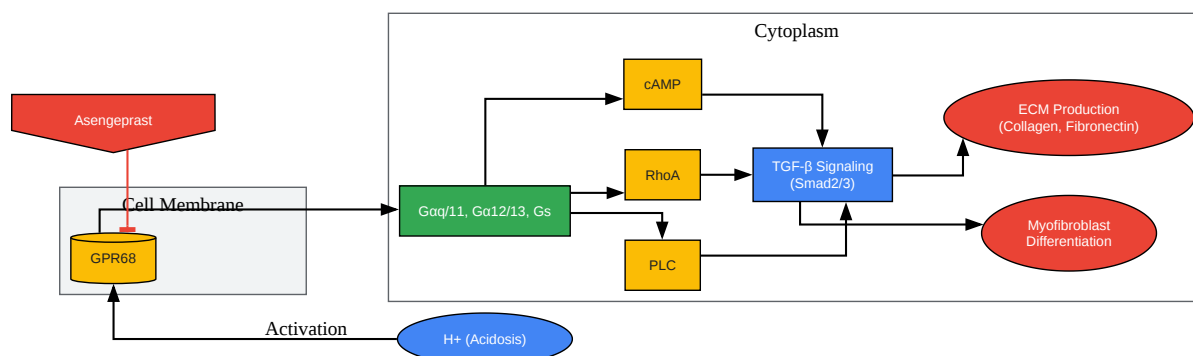 Cytoplasm
cAMP
ECM Production
(Collagen, Fibronectin)
Asengeprast
TGF-β Signaling
(Smad2/3)
RhoA
Cell Membrane
Gαq/11, Gα12/13, Gs
Myofibroblast
Differentiation
GPR68
PLC
Activation
H+ (Acidosis)